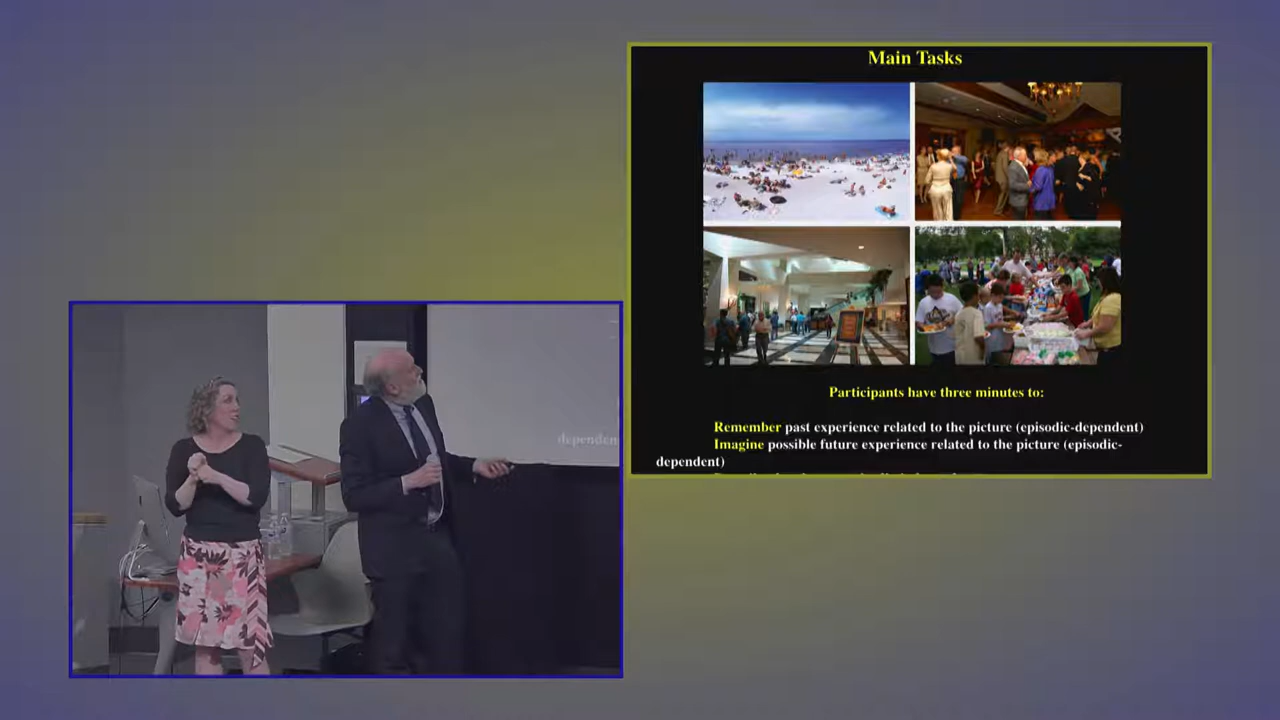 Main Tasks
Participants have three minutes to:
Remember past experience related to the picture (episodic-dependent)
Imagine possible future experience related to the picture (episodic-
dependent)
dependen